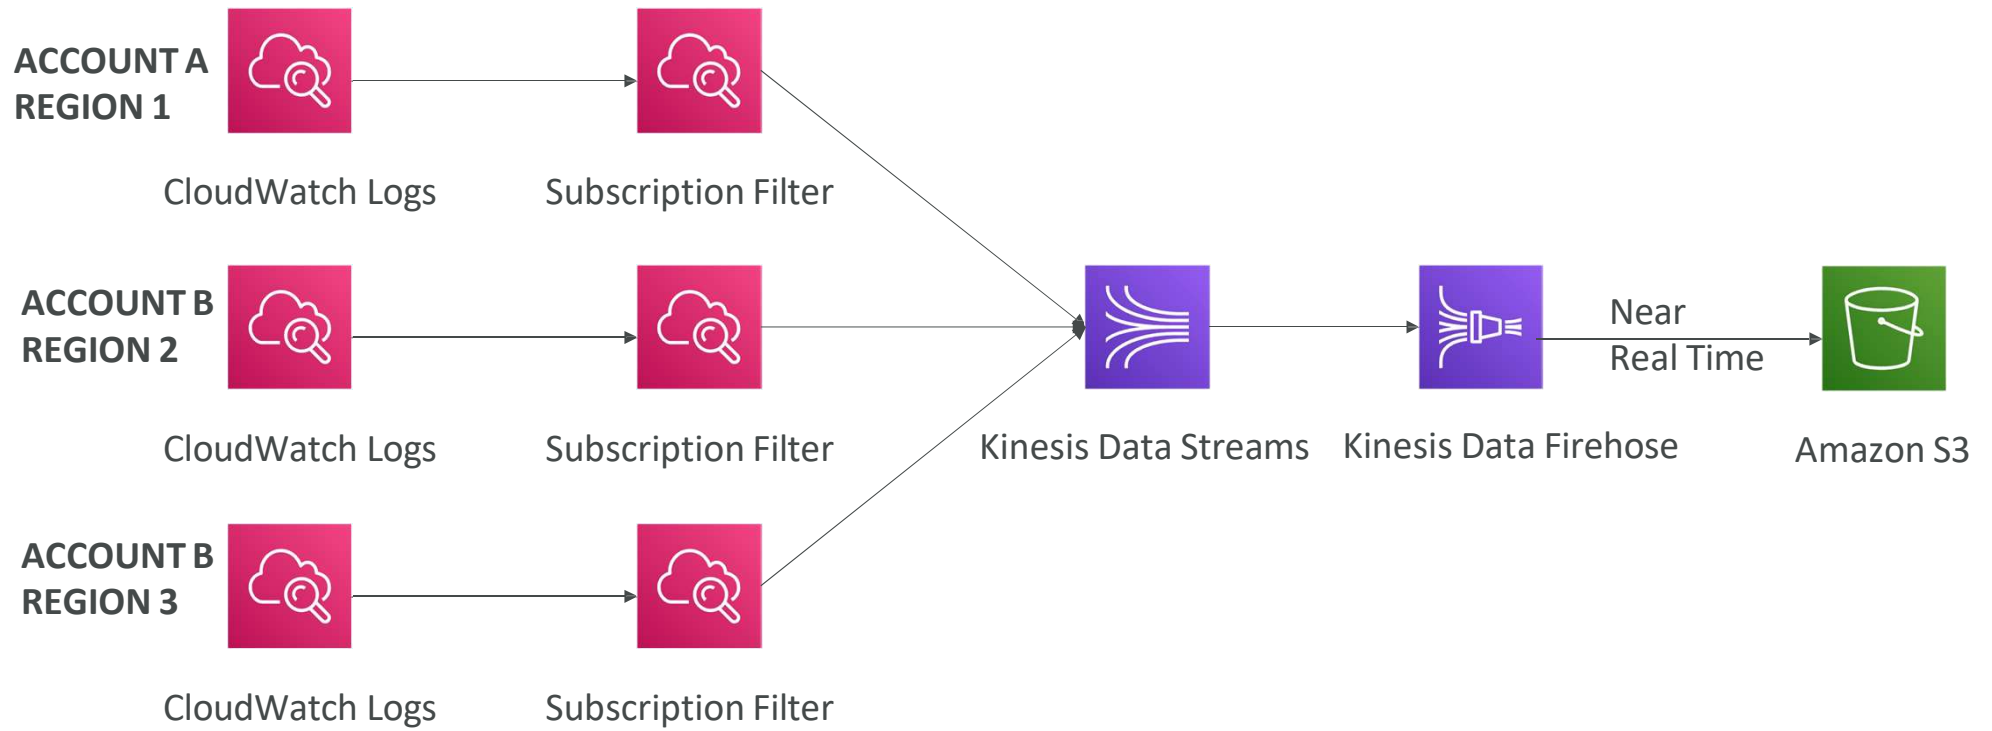 ACCOUNT A
REGION 1
CloudWatch Logs
Subscription Filter
ACCOUNT B
REGION 2
CloudWatch Logs
Subscription Filter
Kinesis Data Streams
Kinesis Data Firehose
Near
Real Time
Amazon S3
ACCOUNT B
REGION 3
CloudWatch Logs
Subscription Filter